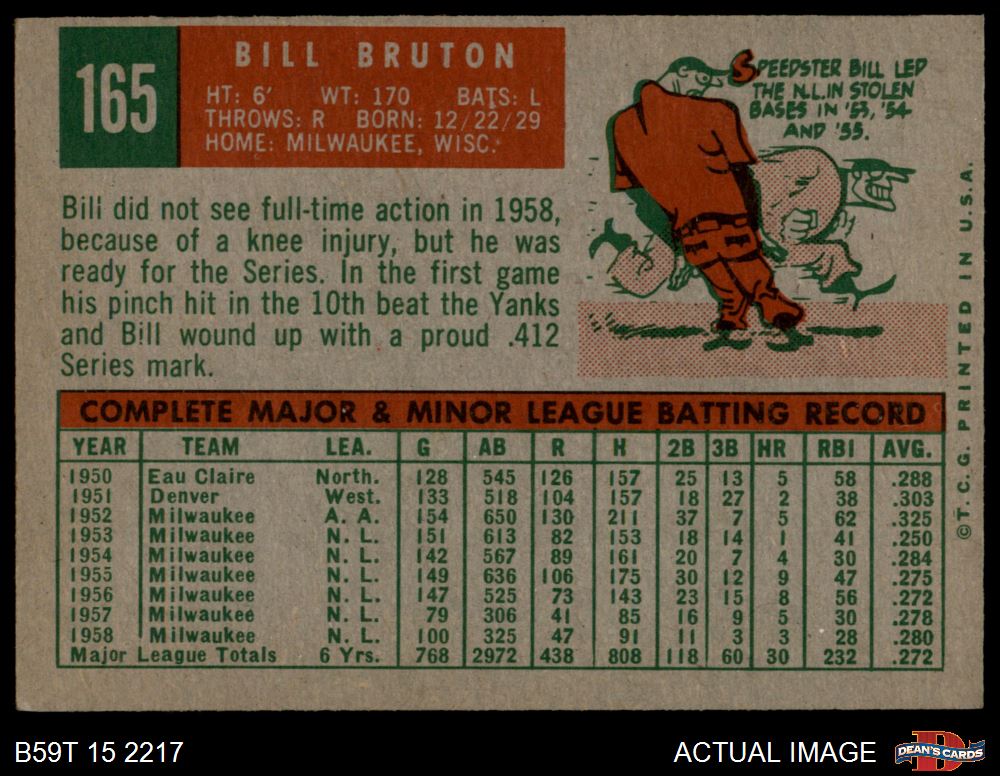 165
BILL BRUTON
HT: 6' WT: 170 BATS: L
THROWS: R BORN: 12/22/29
HOME: MILWAUKEE, WISC.
SPEEDSTER BILL LED
THE N.L. IN STOLEN
BASES IN '53, '54
AND '55.
Bill did not see full-time action in 1958,
because of a knee injury, but he was
ready for the Series. In the first game
his pinch hit in the 10th beat the Yanks
and Bill wound up with a proud .412
Series mark.
©T. C. G. PRINTED IN U.S.A.
COMPLETE MAJOR & MINOR LEAGUE BATTING RECORD
YEAR TEAM LEA. G AB R H 2B 3B HR RBI AVG.
1950 Eau Claire North. 128 545 126 157 25 13 5 58 .288
1951 Denver West. 133 518 104 157 18 27 2 38 .303
1952 Milwaukee A. A. 154 650 130 211 37 7 5 62 .325
1953 Milwaukee N. L. 151 613 82 153 18 14 1 41 .250
1954 Milwaukee N. L. 142 567 89 161 20 7 4 30 .284
1955 Milwaukee N. L. 149 636 106 175 30 12 9 47 .275
1956 Milwaukee N. L. 147 525 73 143 23 15 8 56 .272
1957 Milwaukee N. L. 79 306 41 85 16 9 5 30 .278
1958 Milwaukee N. L. 100 325 47 91 11 3 3 28 .280
Major League Totals 6 Yrs. 768 2972 438 808 118 60 30 232 .272
B59T 15 2217
ACTUAL IMAGE
DEAN'S CARDS